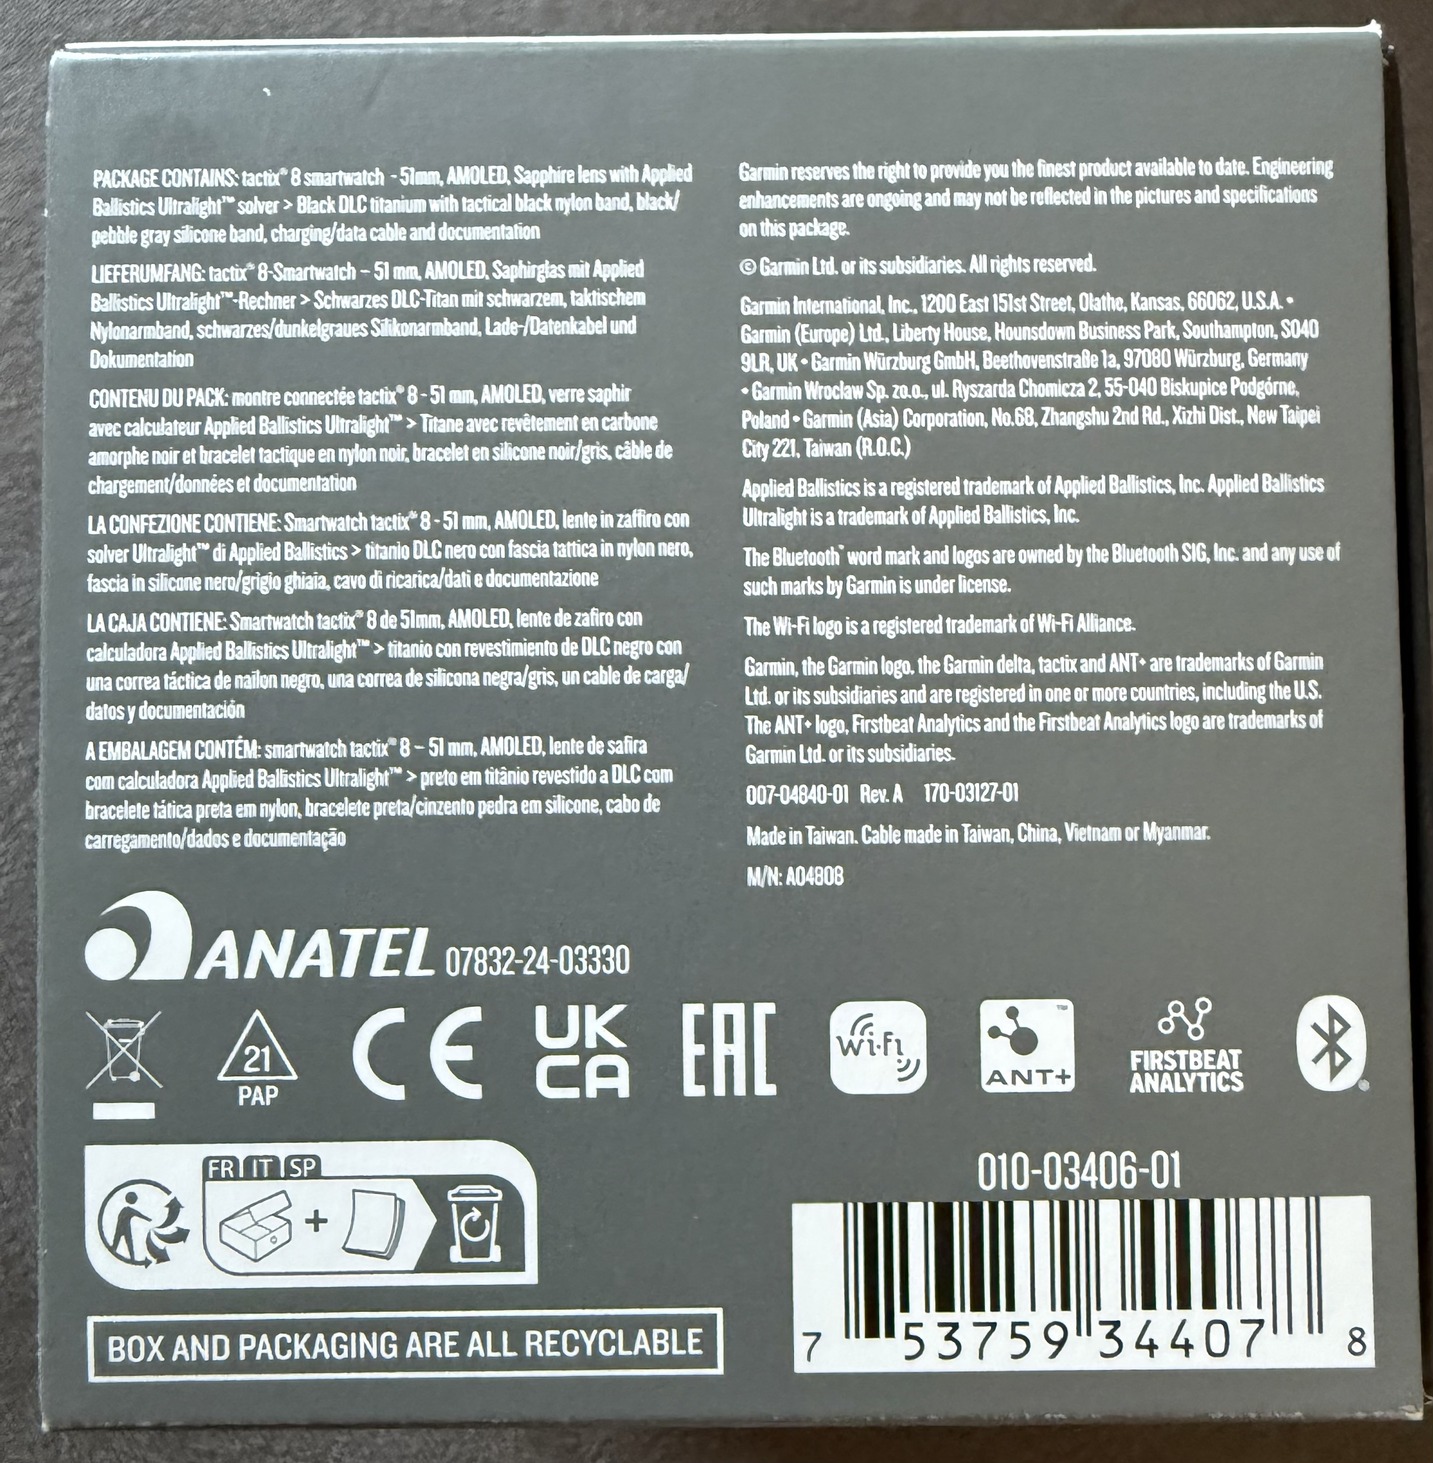 PACKAGE CONTAINS: tactix® 8 smartwatch - 51mm, AMOLED, Sapphire lens with Applied
Ballistics Ultralight™ solver > Black DLC titanium with tactical black nylon band, black/
pebble gray silicone band, charging/data cable and documentation
LIEFERUMFANG: tactix® 8-Smartwatch – 51 mm, AMOLED, Saphirglas mit Applied
Ballistics Ultralight™-Rechner > Schwarzes DLC-Titan mit schwarzem, taktischem
Nylonarmband, schwarzes/dunkelgraues Silikonarmband, Lade-/Datenkabel und
Dokumentation
CONTENU DU PACK: montre connectée tactix® 8 - 51 mm, AMOLED, verre saphir
avec calculateur Applied Ballistics Ultralight™ > Titane avec revêtement en carbone
amorphe noir et bracelet tactique en nylon noir, bracelet en silicone noir/gris, câble de
chargement/données et documentation
LA CONFEZIONE CONTIENE: Smartwatch tactix® 8 - 51 mm, AMOLED, lente in zaffiro con
solver Ultralight™ di Applied Ballistics > titanio DLC nero con fascia tattica in nylon nero,
fascia in silicone nero/grigio ghiaia, cavo di ricarica/dati e documentazione
LA CAJA CONTIENE: Smartwatch tactix® 8 de 51mm, AMOLED, lente de zafiro con
calculadora Applied Ballistics Ultralight™ > titanio con revestimiento de DLC negro con
una correa táctica de nailon negro, una correa de silicona negra/gris, un cable de carga/
datos y documentación
A EMBALAGEM CONTÉM: smartwatch tactix® 8 – 51 mm, AMOLED, lente de safira
com calculadora Applied Ballistics Ultralight™ > preto em titânio revestido a DLC com
bracelete tática preta em nylon, bracelete preta/cinzento pedra em silicone, cabo de
carregamento/dados e documentação
Garmin reserves the right to provide you the finest product available to date. Engineering
enhancements are ongoing and may not be reflected in the pictures and specifications
on this package.
© Garmin Ltd. or its subsidiaries. All rights reserved.
Garmin International, Inc., 1200 East 151st Street, Olathe, Kansas, 66062, U.S.A. •
Garmin (Europe) Ltd., Liberty House, Hounsdown Business Park, Southampton, SO40
9LR, UK • Garmin Würzburg GmbH, Beethovenstraße 1a, 97080 Würzburg, Germany
• Garmin Wrocław Sp. zo.o., ul. Ryszarda Chomicza 2, 55-040 Biskupice Podgórne,
Poland • Garmin (Asia) Corporation, No.68, Zhangshu 2nd Rd., Xizhi Dist., New Taipei
City 221, Taiwan (R.O.C.)
Applied Ballistics is a registered trademark of Applied Ballistics, Inc. Applied Ballistics
Ultralight is a trademark of Applied Ballistics, Inc.
The Bluetooth® word mark and logos are owned by the Bluetooth SIG, Inc. and any use of
such marks by Garmin is under license.
The Wi-Fi logo is a registered trademark of Wi-Fi Alliance.
Garmin, the Garmin logo, the Garmin delta, tactix and ANT+ are trademarks of Garmin
Ltd. or its subsidiaries and are registered in one or more countries, including the U.S.
The ANT+ logo, Firstbeat Analytics and the Firstbeat Analytics logo are trademarks of
Garmin Ltd. or its subsidiaries.
007-04840-01 Rev. A 170-03127-01
Made in Taiwan. Cable made in Taiwan, China, Vietnam or Myanmar.
M/N: A04808
ANATEL 07832-24-03330
21
PAP
CE
UK
CA
EAC
Wi-Fi
ANT+™
FIRSTBEAT
ANALYTICS
FR IT SP
BOX AND PACKAGING ARE ALL RECYCLABLE
010-03406-01
7 53759 34407 8